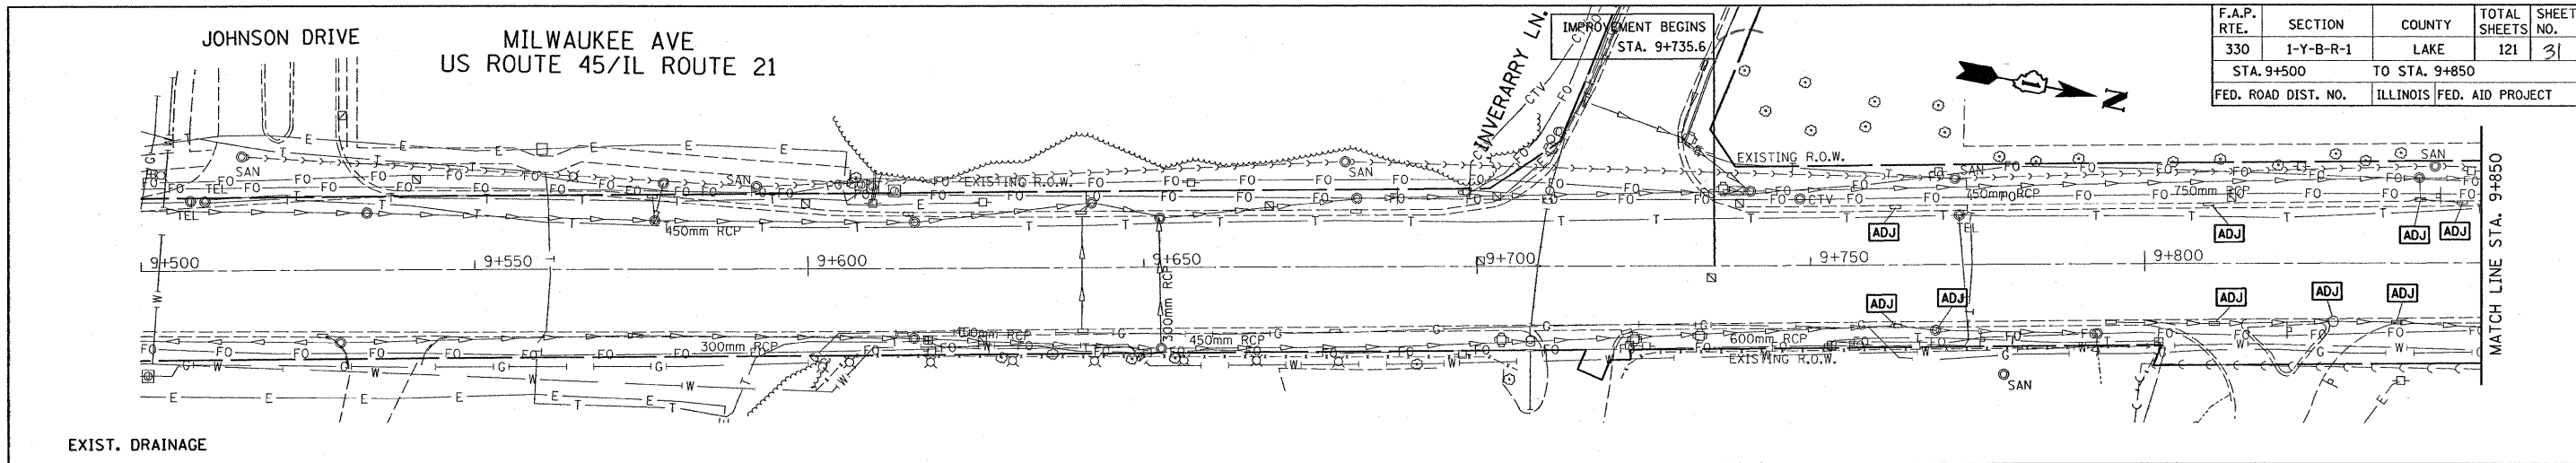 JOHNSON DRIVE
MILWAUKEE AVE
US ROUTE 45/IL ROUTE 21
INVERARRY LN.
IMPROVEMENT BEGINS
STA. 9+735.6
F.A.P. RTE. SECTION COUNTY TOTAL SHEETS SHEET NO.
330 1-Y-B-R-1 LAKE 121 31
STA. 9+500 TO STA. 9+850
FED. ROAD DIST. NO. ILLINOIS FED. AID PROJECT
N
CTV
EXISTING R.O.W.
SAN
SAN
SAN
SAN
SAN
EXISTING R.O.W.
TEL
TEL
CTV
450mm RCP
750mm RCP
450mm RCP
TEL
ADJ ADJ ADJ ADJ
9+500 9+550 9+600 9+650 9+700 9+750 9+800
MATCH LINE STA. 9+850
ADJ ADJ ADJ ADJ ADJ
300mm RCP
300mm RCP
450mm RCP
450mm RCP
600mm RCP
EXISTING R.O.W.
SAN
EXIST. DRAINAGE